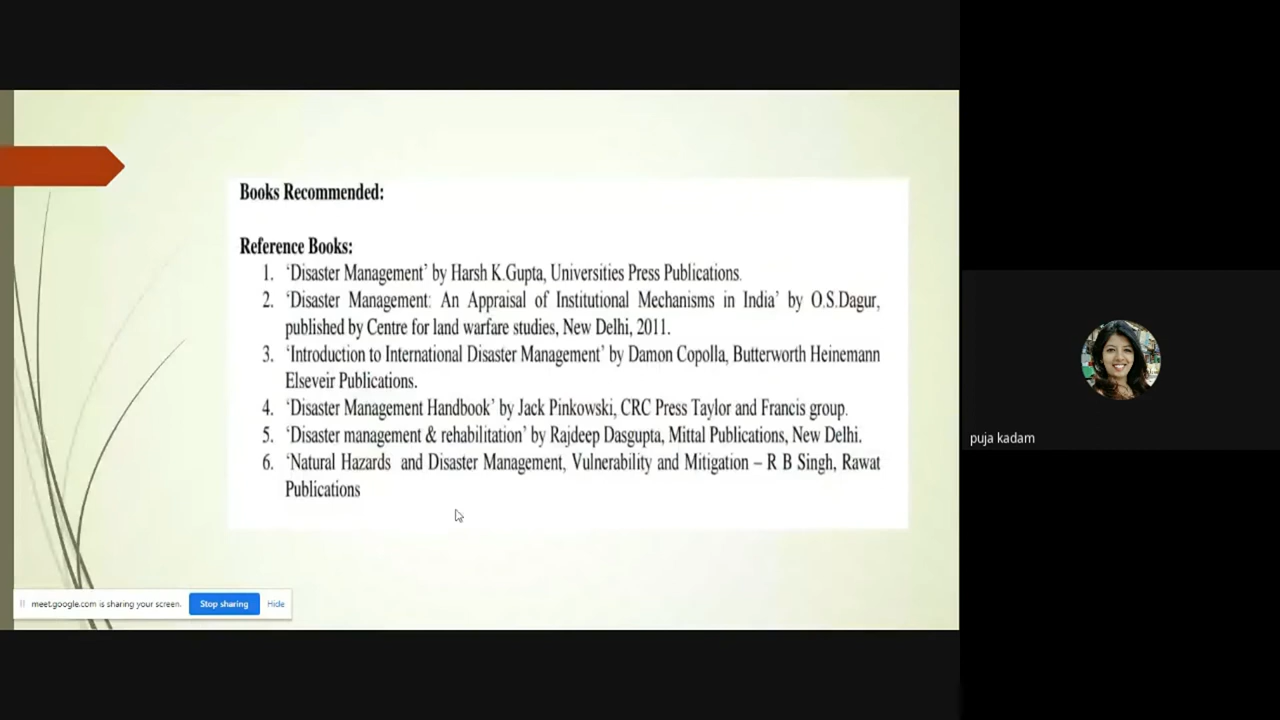 Books Recommended:
Reference Books:
1. ‘Disaster Management’ by Harsh K.Gupta, Universities Press Publications.
2. ‘Disaster Management: An Appraisal of Institutional Mechanisms in India’ by O.S.Dagur,
published by Centre for land warfare studies, New Delhi, 2011.
3. ‘Introduction to International Disaster Management’ by Damon Copolla, Butterworth Heinemann
Elseveir Publications.
4. ‘Disaster Management Handbook’ by Jack Pinkowski, CRC Press Taylor and Francis group.
5. ‘Disaster management & rehabilitation’ by Rajdeep Dasgupta, Mittal Publications, New Delhi.
6. ‘Natural Hazards and Disaster Management, Vulnerability and Mitigation – R B Singh, Rawat
Publications
meet.google.com is sharing your screen. Stop sharing Hide
puja kadam